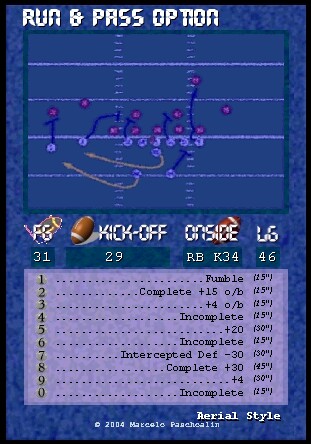 RUN & PASS OPTION
FG KICK-OFF ONSIDE LG
31 29 RB K34 46
1 ........................Fumble (15")
2 .............Complete +15 o/b (15")
3 ........................+4 o/b (15")
4 ....................Incomplete (15")
5 ...........................+20 (30")
6 ....................Incomplete (15")
7 ..........Intercepted Def -30 (30")
8 .................Complete +30 (45")
9 ............................+4 (30")
0 ....................Incomplete (15")
Aerial Style
© 2004 Marcelo Paschoalin